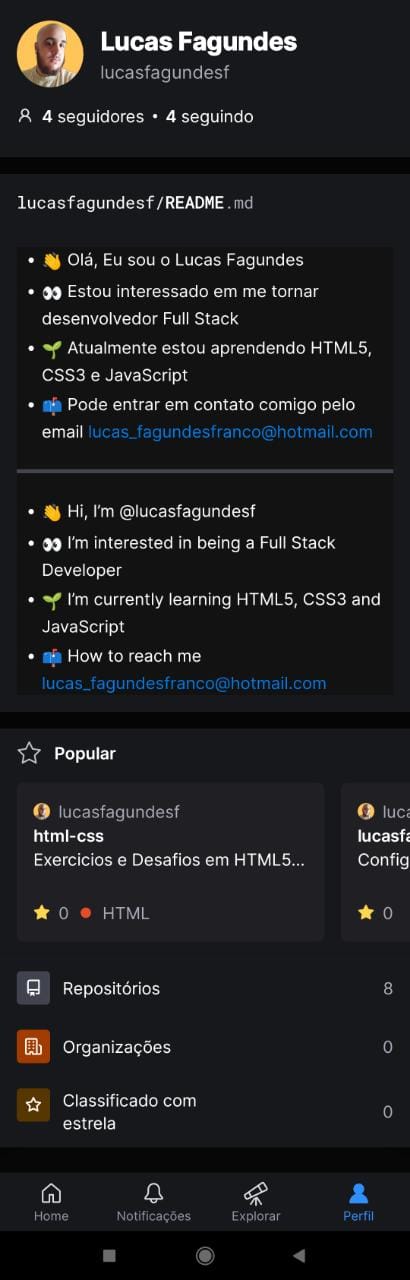 Lucas Fagundes
lucasfagundesf
4 seguidores • 4 seguindo
lucasfagundesf/README.md
• 👋 Olá, Eu sou o Lucas Fagundes
• 👀 Estou interessado em me tornar
desenvolvedor Full Stack
• 🌱 Atualmente estou aprendendo HTML5,
CSS3 e JavaScript
• 📫 Pode entrar em contato comigo pelo
email lucas_fagundesfranco@hotmail.com
• 👋 Hi, I'm @lucasfagundesf
• 👀 I'm interested in being a Full Stack
Developer
• 🌱 I'm currently learning HTML5, CSS3 and
JavaScript
• 📫 How to reach me
lucas_fagundesfranco@hotmail.com
Popular
lucasfagundesf
html-css
Exercicios e Desafios em HTML5...
0 HTML
luca
lucasfa
Config
0
Repositórios 8
Organizações 0
Classificado com
estrela 0
Home Notificações Explorar Perfil